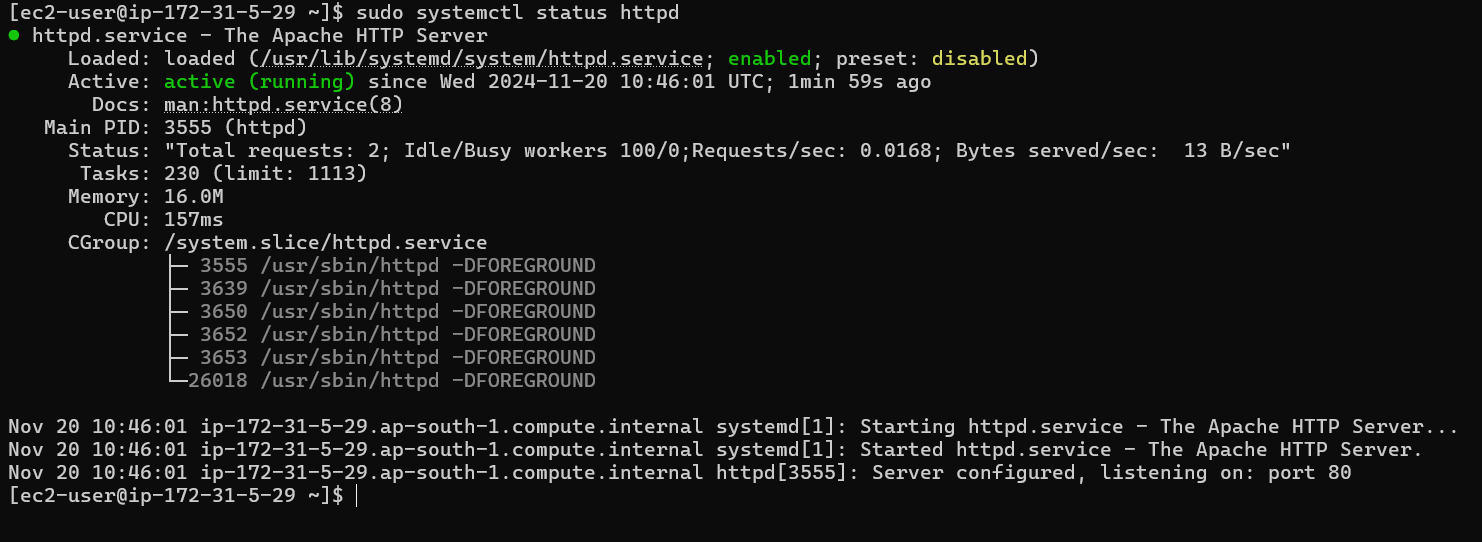 [ec2-user@ip-172-31-5-29 ~]$ sudo systemctl status httpd
● httpd.service - The Apache HTTP Server
     Loaded: loaded (/usr/lib/systemd/system/httpd.service; enabled; preset: disabled)
     Active: active (running) since Wed 2024-11-20 10:46:01 UTC; 1min 59s ago
       Docs: man:httpd.service(8)
   Main PID: 3555 (httpd)
     Status: "Total requests: 2; Idle/Busy workers 100/0;Requests/sec: 0.0168; Bytes served/sec:  13 B/sec"
      Tasks: 230 (limit: 1113)
     Memory: 16.0M
        CPU: 157ms
     CGroup: /system.slice/httpd.service
             ├─ 3555 /usr/sbin/httpd -DFOREGROUND
             ├─ 3639 /usr/sbin/httpd -DFOREGROUND
             ├─ 3650 /usr/sbin/httpd -DFOREGROUND
             ├─ 3652 /usr/sbin/httpd -DFOREGROUND
             ├─ 3653 /usr/sbin/httpd -DFOREGROUND
             └─26018 /usr/sbin/httpd -DFOREGROUND
Nov 20 10:46:01 ip-172-31-5-29.ap-south-1.compute.internal systemd[1]: Starting httpd.service - The Apache HTTP Server...
Nov 20 10:46:01 ip-172-31-5-29.ap-south-1.compute.internal systemd[1]: Started httpd.service - The Apache HTTP Server.
Nov 20 10:46:01 ip-172-31-5-29.ap-south-1.compute.internal httpd[3555]: Server configured, listening on: port 80
[ec2-user@ip-172-31-5-29 ~]$